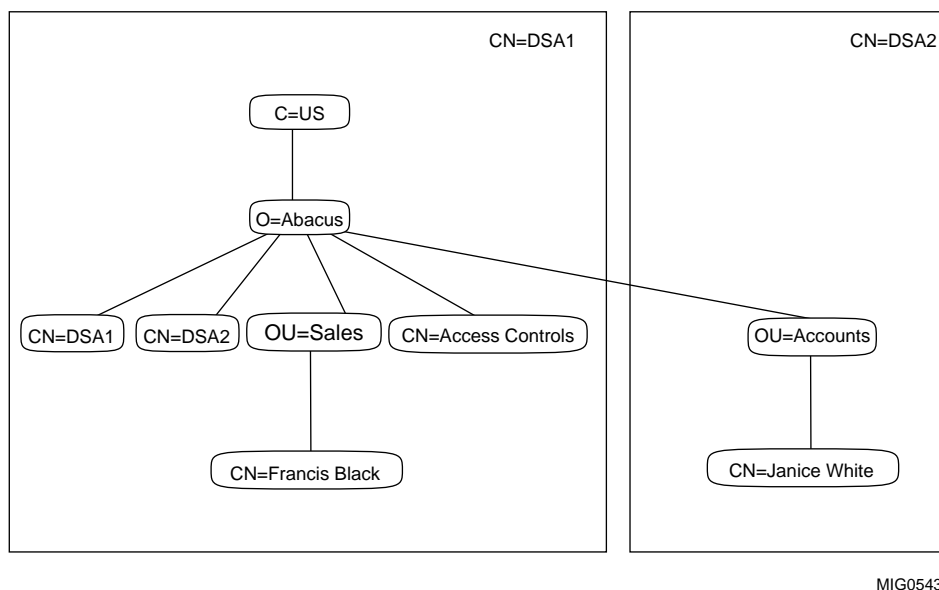 CN=DSA1
CN=DSA2
C=US
O=Abacus
CN=DSA1
CN=DSA2
OU=Sales
CN=Access Controls
OU=Accounts
CN=Francis Black
CN=Janice White
MIG0543